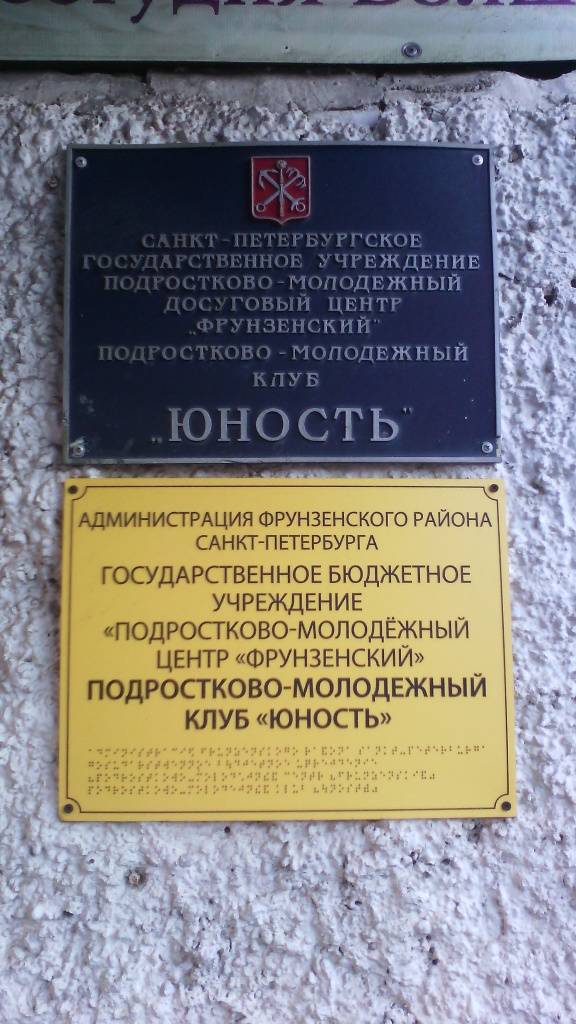 САНКТ-ПЕТЕРБУРГСКОЕ
ГОСУДАРСТВЕННОЕ УЧРЕЖДЕНИЕ
ПОДРОСТКОВО-МОЛОДЕЖНЫЙ
ДОСУГОВЫЙ ЦЕНТР
„ФРУНЗЕНСКИЙ"
ПОДРОСТКОВО-МОЛОДЕЖНЫЙ
КЛУБ
„ЮНОСТЬ"
АДМИНИСТРАЦИЯ ФРУНЗЕНСКОГО РАЙОНА
САНКТ-ПЕТЕРБУРГА
ГОСУДАРСТВЕННОЕ БЮДЖЕТНОЕ
УЧРЕЖДЕНИЕ
«ПОДРОСТКОВО-МОЛОДЁЖНЫЙ
ЦЕНТР «ФРУНЗЕНСКИЙ»
ПОДРОСТКОВО-МОЛОДЕЖНЫЙ
КЛУБ «ЮНОСТЬ»